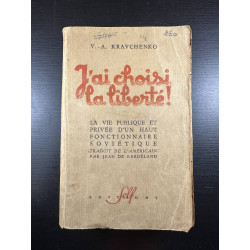 V.-A. KRAVCHENKO
J'ai choisi
la liberté!
LA VIE PUBLIQUE ET
PRIVÉE D'UN HAUT
FONCTIONNAIRE
SOVIÉTIQUE
TRADUIT DE L'AMÉRICAIN
PAR JEAN DE KERDÉLAND
Self
ÉDITIONS